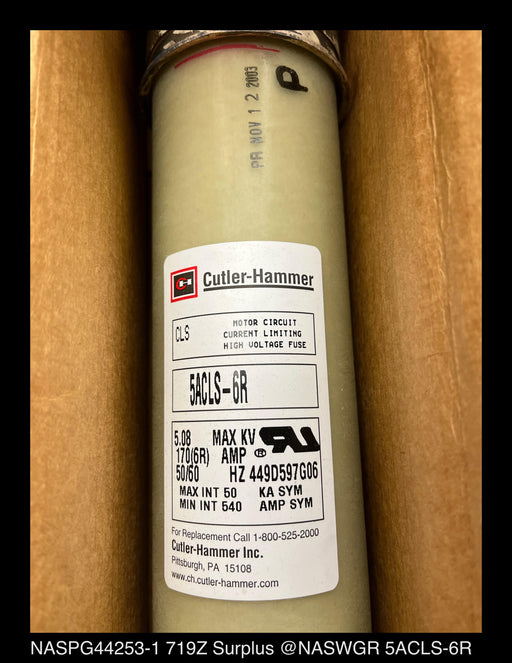 PA NOV 1 2 2003
P
Cutler-Hammer
CLS
MOTOR CIRCUIT
CURRENT LIMITING
HIGH VOLTAGE FUSE
5ACLS-6R
5.08 MAX KV
170(6R) AMP ®
50/60 HZ 449D597G06
MAX INT 50 KA SYM
MIN INT 540 AMP SYM
For Replacement Call 1-800-525-2000
Cutler-Hammer Inc.
Pittsburgh, PA 15108
www.ch.cutler-hammer.com
NASPG44253-1 719Z Surplus @NASWGR 5ACLS-6R